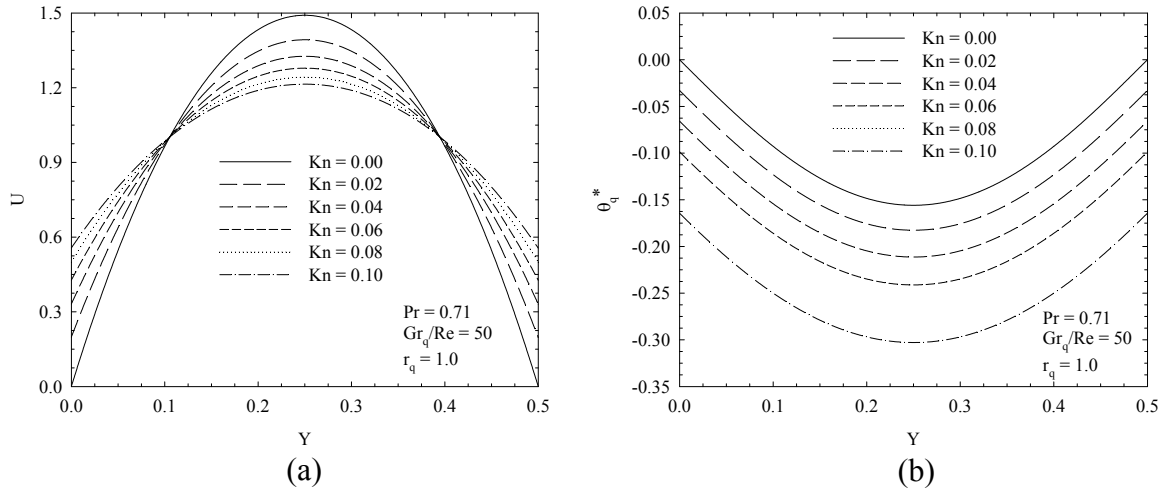 1.5
1.2
0.9
0.6
0.3
0.0
U
Kn = 0.00
Kn = 0.02
Kn = 0.04
Kn = 0.06
Kn = 0.08
Kn = 0.10
Pr = 0.71
Gr_q/Re = 50
r_q = 1.0
0.0 0.1 0.2 0.3 0.4 0.5
Y
(a)
0.05
0.00
-0.05
-0.10
-0.15
-0.20
-0.25
-0.30
-0.35
θ_q*
Kn = 0.00
Kn = 0.02
Kn = 0.04
Kn = 0.06
Kn = 0.08
Kn = 0.10
Pr = 0.71
Gr_q/Re = 50
r_q = 1.0
0.0 0.1 0.2 0.3 0.4 0.5
Y
(b)